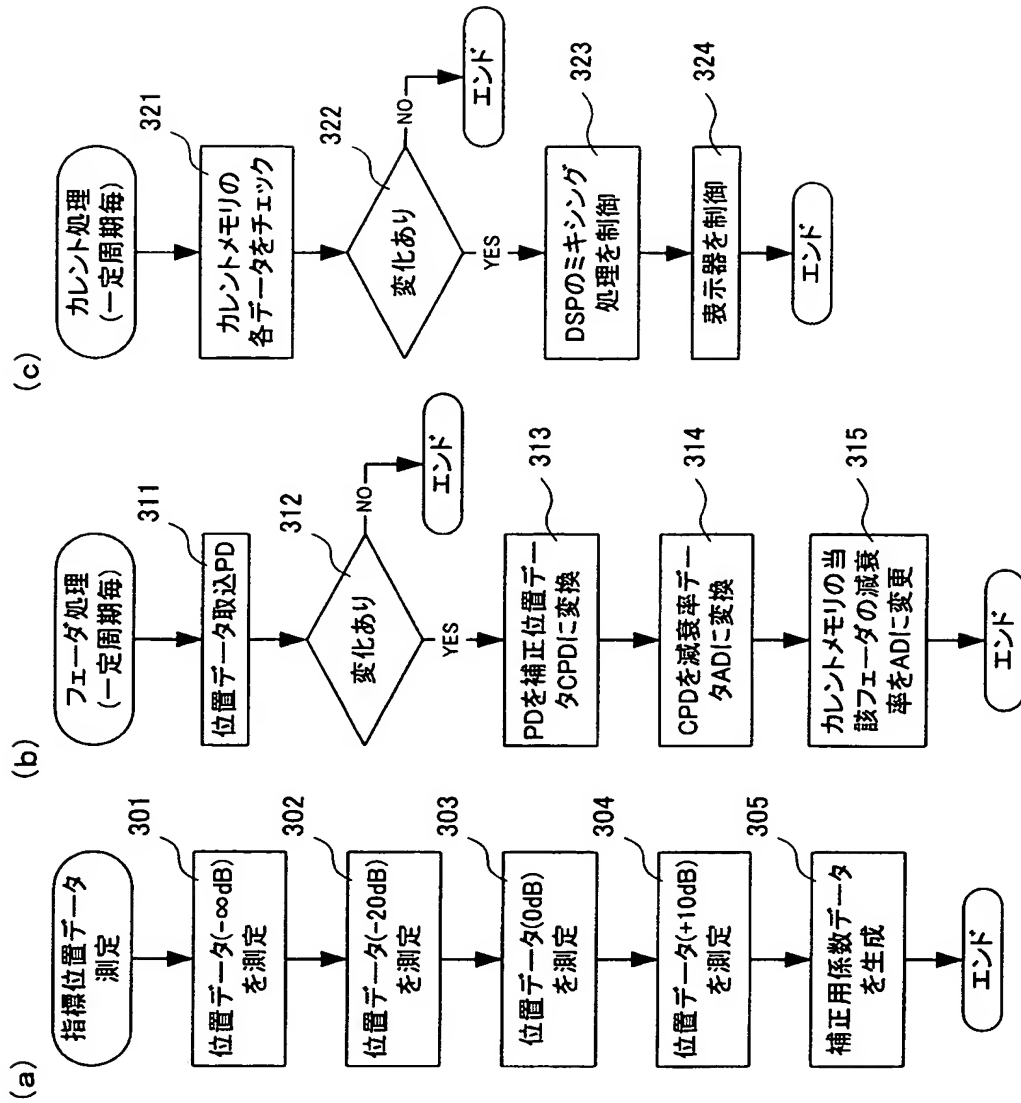 (a)
指標位置データ
測定
301
位置データ(-∞dB)
を測定
302
位置データ(-20dB)
を測定
303
位置データ(0dB)
を測定
304
位置データ(+10dB)
を測定
305
補正用係数データ
を生成
エンド
(b)
フェーダ処理
(一定周期毎)
311
位置データ取込PD
312
変化あり
NO
エンド
YES
313
PDを補正位置デー
タCPDに変換
314
CPDを減衰率デー
タADに変換
315
カレントメモリの当
該フェーダの減衰
率をADに変更
エンド
(c)
カレント処理
(一定周期毎)
321
カレントメモリの
各データをチェック
322
変化あり
NO
エンド
YES
323
DSPのミキシング
処理を制御
324
表示器を制御
エンド